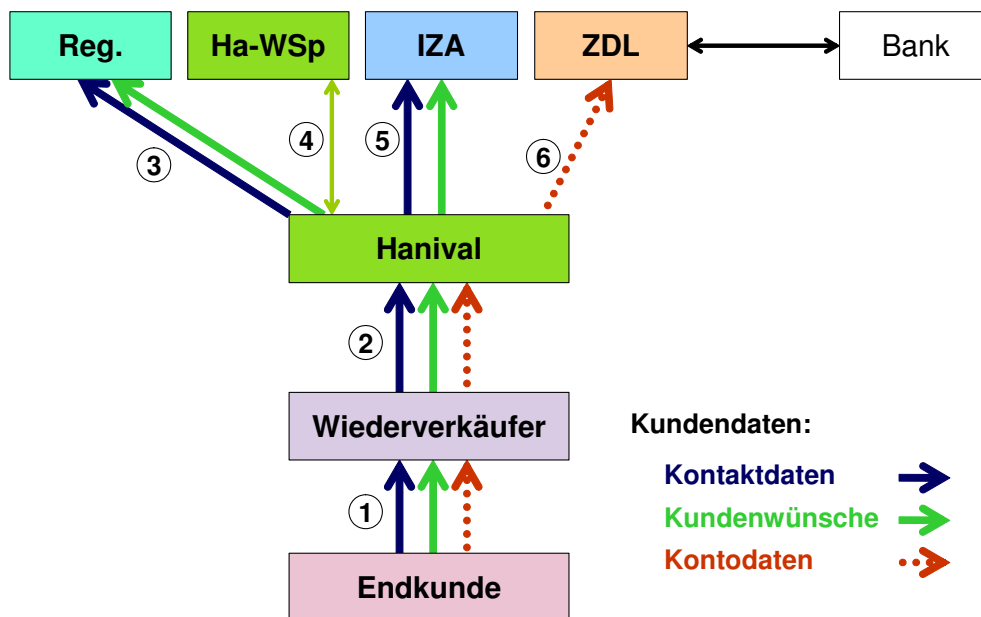 Reg.
Ha-WSp
IZA
ZDL
Bank
3
4
5
6
Hanival
2
Wiederverkäufer
Kundendaten:
Kontaktdaten
1
Kundenwünsche
Kontodaten
Endkunde